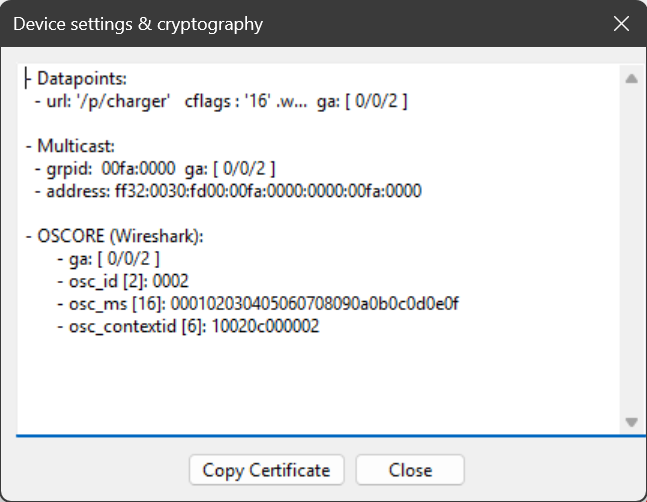 Device settings & cryptography
- Datapoints:
- url: '/p/charger' cflags : '16' .w... ga: [ 0/0/2 ]
- Multicast:
- grpid: 00fa:0000 ga: [ 0/0/2 ]
- address: ff32:0030:fd00:00fa:0000:0000:00fa:0000
- OSCORE (Wireshark):
- ga: [ 0/0/2 ]
- osc_id [2]: 0002
- osc_ms [16]: 000102030405060708090a0b0c0d0e0f
- osc_contextid [6]: 10020c000002
Copy Certificate
Close